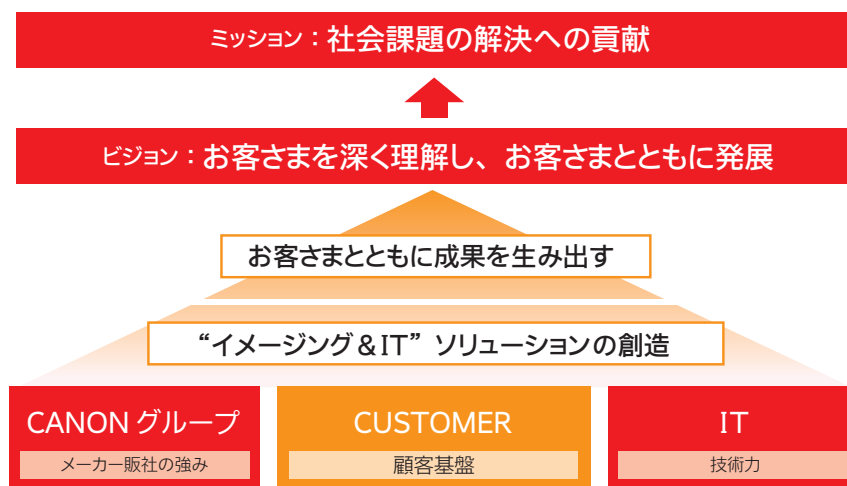 ミッション：社会課題の解決への貢献
ビジョン：お客さまを深く理解し、お客さまとともに発展
お客さまとともに成果を生み出す
“イメージング＆IT”ソリューションの創造
CANON グループ
メーカー販社の強み
CUSTOMER
顧客基盤
IT
技術力